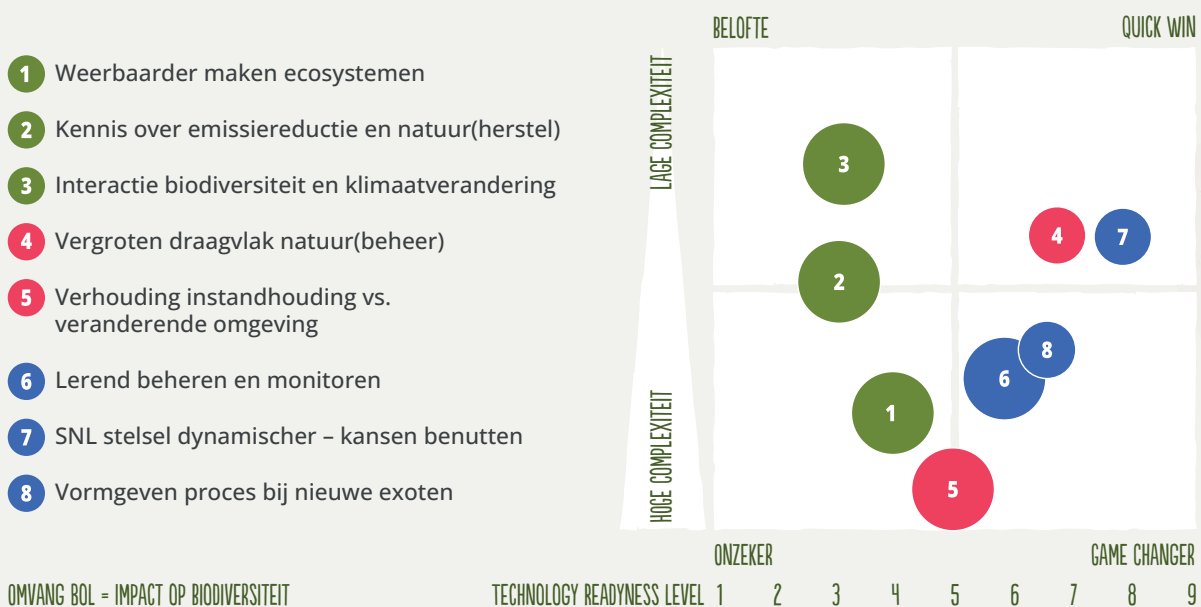 BELOFTE
QUICK WIN
1 Weerbaarder maken ecosystemen
2 Kennis over emissiereductie en natuur(herstel)
3 Interactie biodiversiteit en klimaatverandering
4 Vergroten draagvlak natuur(beheer)
5 Verhouding instandhouding vs.
veranderende omgeving
6 Lerend beheren en monitoren
7 SNL stelsel dynamischer – kansen benutten
8 Vormgeven proces bij nieuwe exoten
LAGE COMPLEXITEIT
HOGE COMPLEXITEIT
3
4
7
2
8
6
1
5
ONZEKER
GAME CHANGER
OMVANG BOL = IMPACT OP BIODIVERSITEIT
TECHNOLOGY READYNESS LEVEL 1 2 3 4 5 6 7 8 9